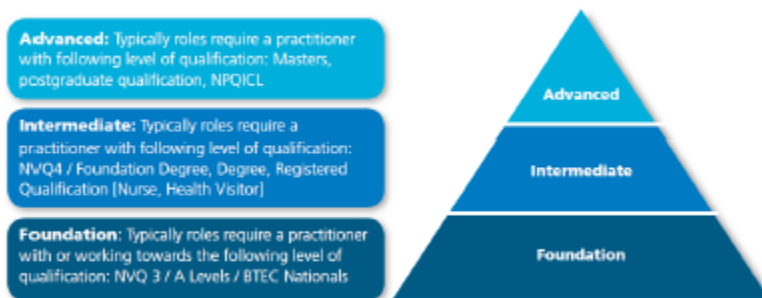 Advanced: Typically roles require a practitioner
with following level of qualification: Masters,
postgraduate qualification, NPQICL
Intermediate: Typically roles require a
practitioner with following level of qualification:
NVQ4 / Foundation Degree, Degree, Registered
Qualification [Nurse, Health Visitor]
Foundation: Typically roles require a practitioner
with or working towards the following level of
qualification: NVQ 3 / A Levels / BTEC Nationals
Advanced
Intermediate
Foundation